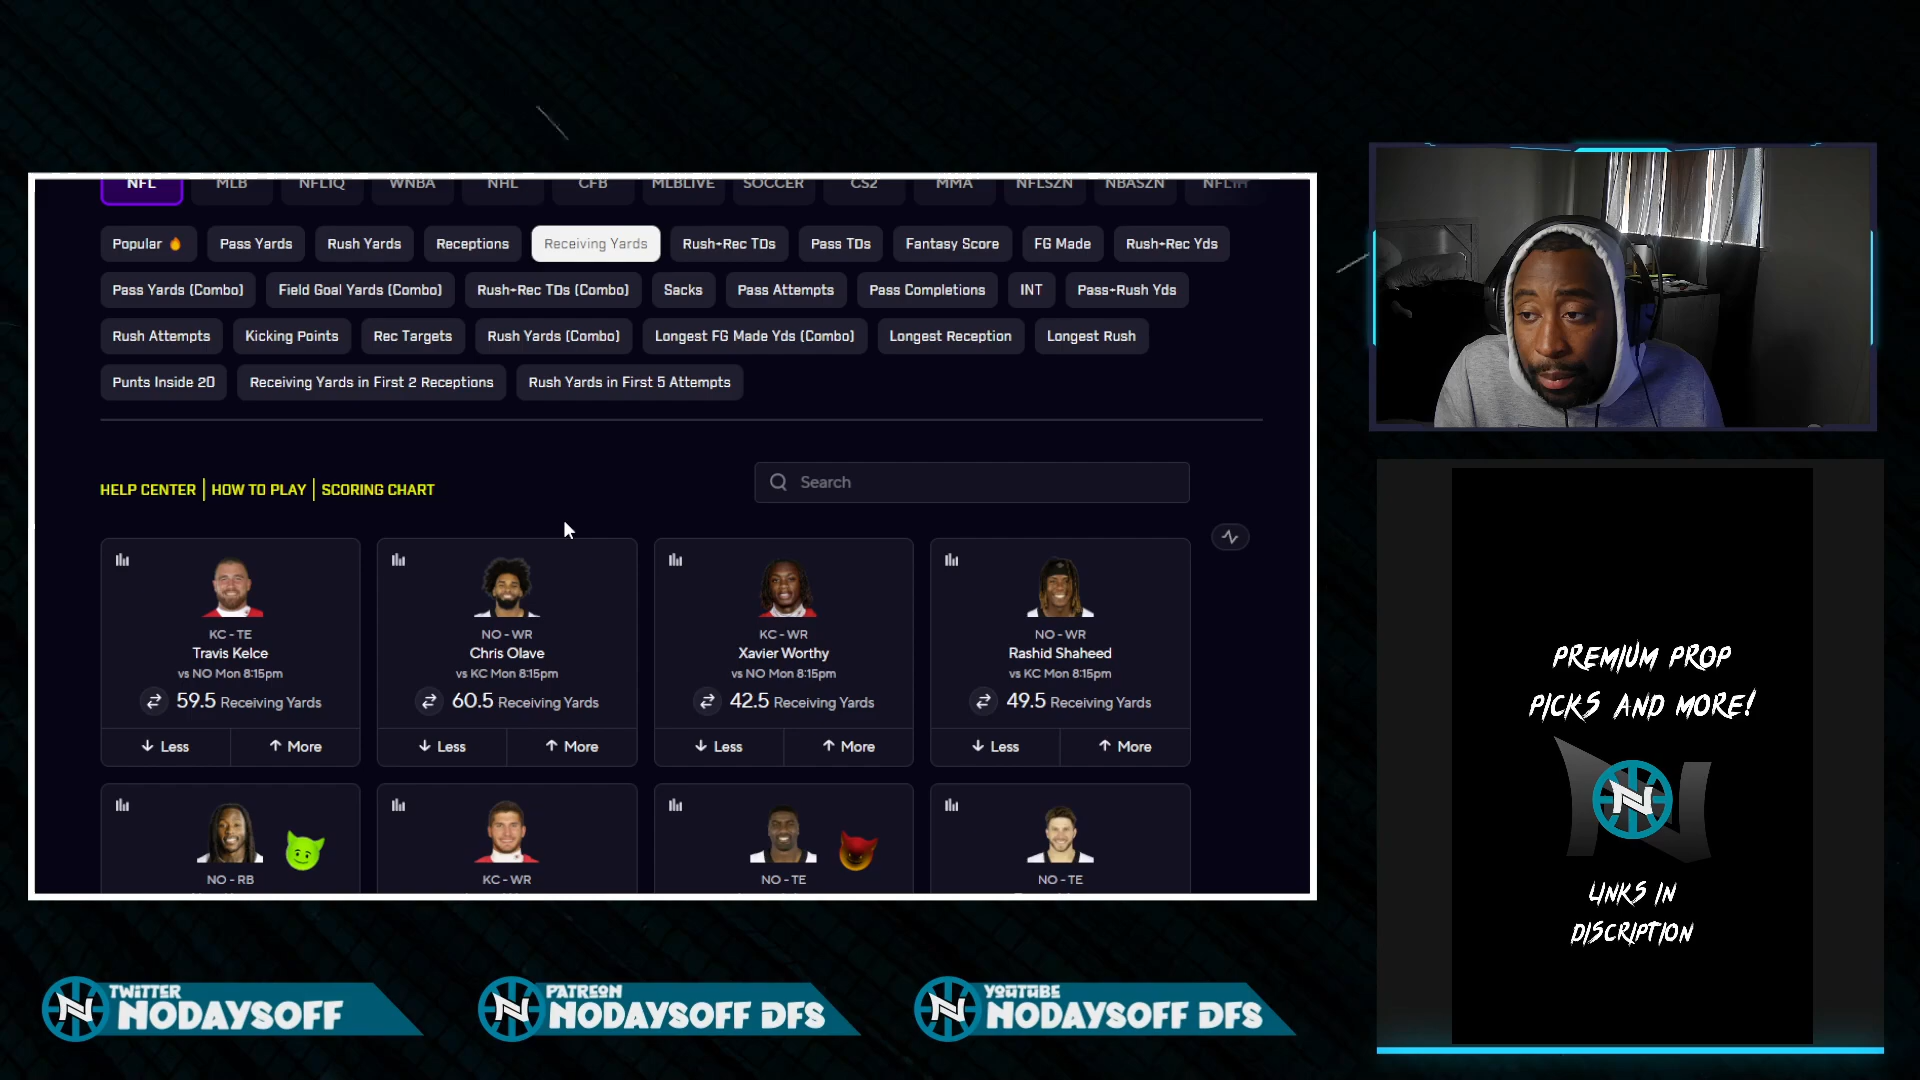 NFL MLB NFL1Q WNBA NHL CFB MLBLIVE SOCCER CS2 MMA NFLSZN NBASZN NFL1H
Popular Pass Yards Rush Yards Receptions Receiving Yards Rush+Rec TDs Pass TDs Fantasy Score FG Made Rush+Rec Yds
Pass Yards (Combo) Field Goal Yards (Combo) Rush+Rec TDs (Combo) Sacks Pass Attempts Pass Completions INT Pass+Rush Yds
Rush Attempts Kicking Points Rec Targets Rush Yards (Combo) Longest FG Made Yds (Combo) Longest Reception Longest Rush
Punts Inside 20 Receiving Yards in First 2 Receptions Rush Yards in First 5 Attempts
HELP CENTER | HOW TO PLAY | SCORING CHART
Search
KC - TE
Travis Kelce
vs NO Mon 8:15pm
59.5 Receiving Yards
Less More
NO - WR
Chris Olave
vs KC Mon 8:15pm
60.5 Receiving Yards
Less More
KC - WR
Xavier Worthy
vs NO Mon 8:15pm
42.5 Receiving Yards
Less More
NO - WR
Rashid Shaheed
vs KC Mon 8:15pm
49.5 Receiving Yards
Less More
NO - RB
KC - WR
NO - TE
NO - TE
PREMIUM PROP
PICKS AND MORE!
N
LINKS IN
DISCRIPTION
N
TWITTER
NODAYSOFF
N
PATREON
NODAYSOFF DFS
N
YOUTUBE
NODAYSOFF DFS